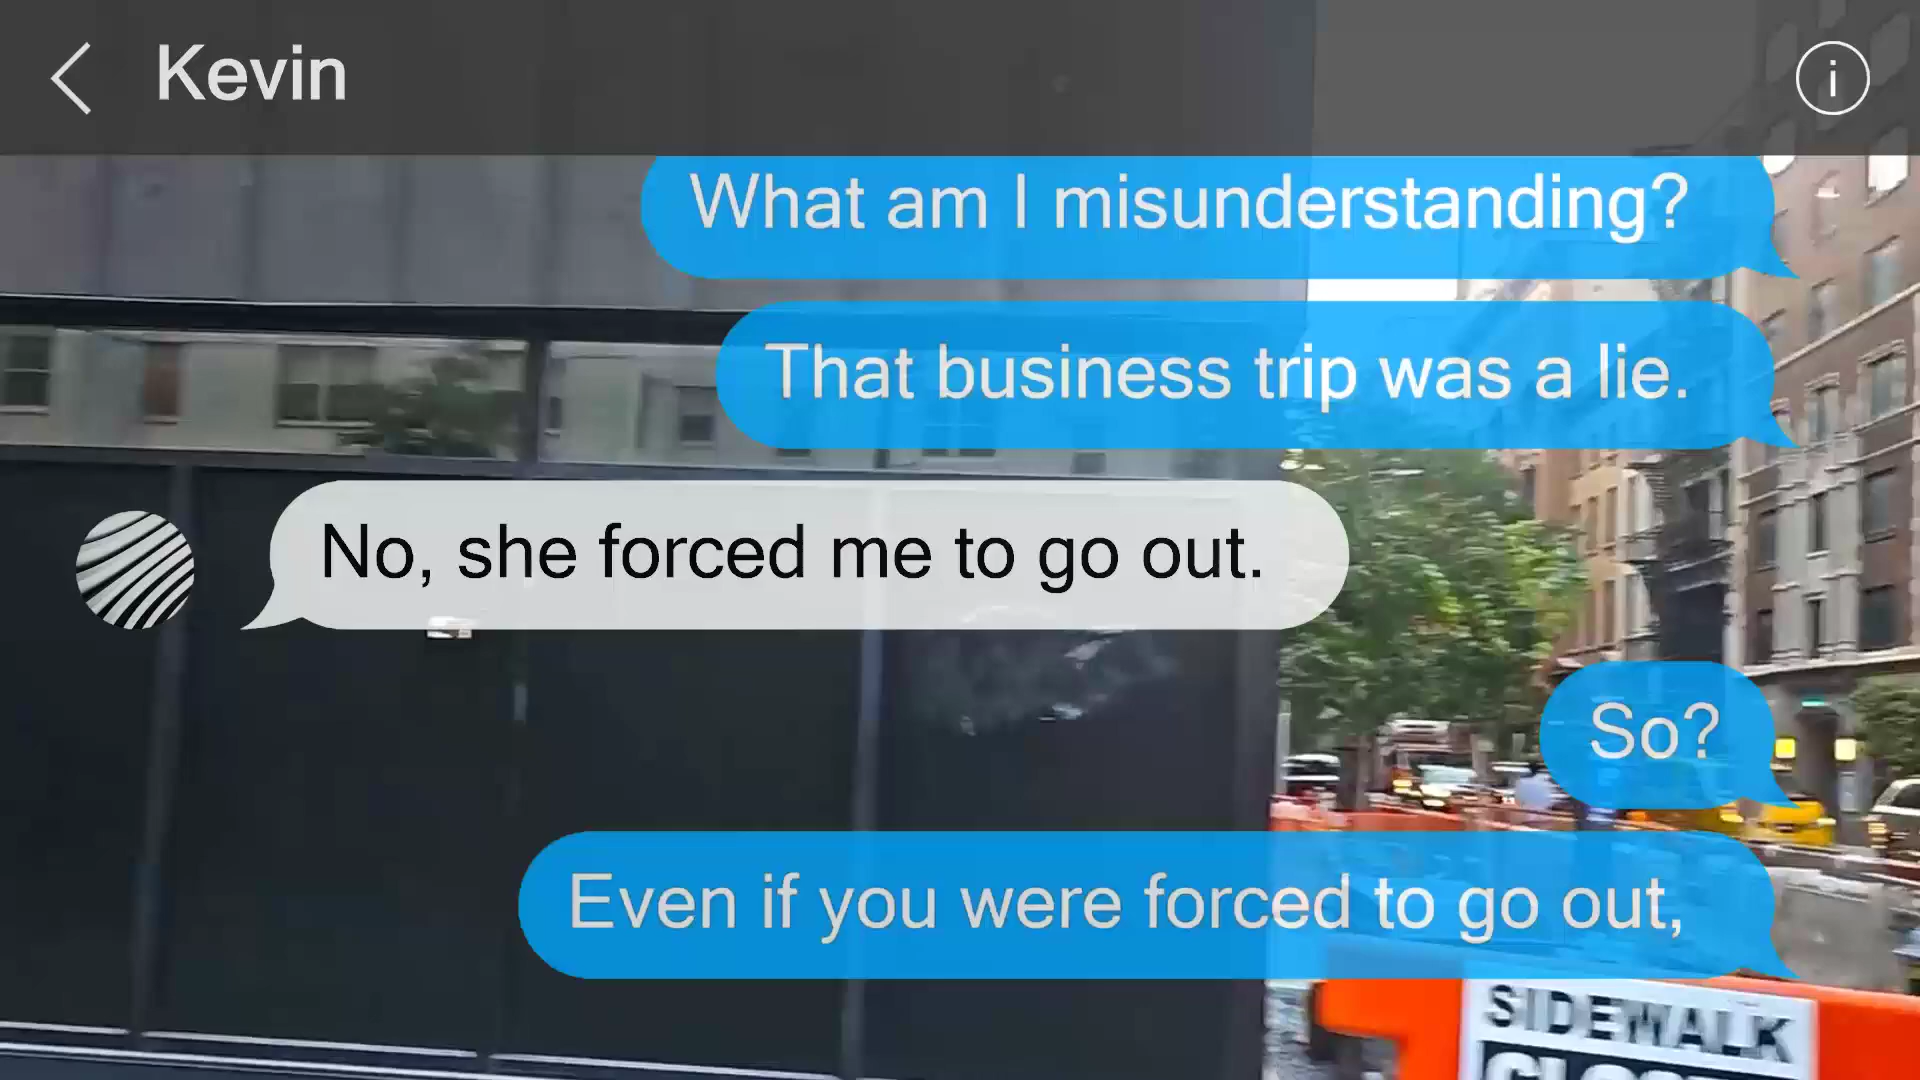 Kevin
What am I misunderstanding?
That business trip was a lie.
No, she forced me to go out.
So?
Even if you were forced to go out,
SIDEWALK